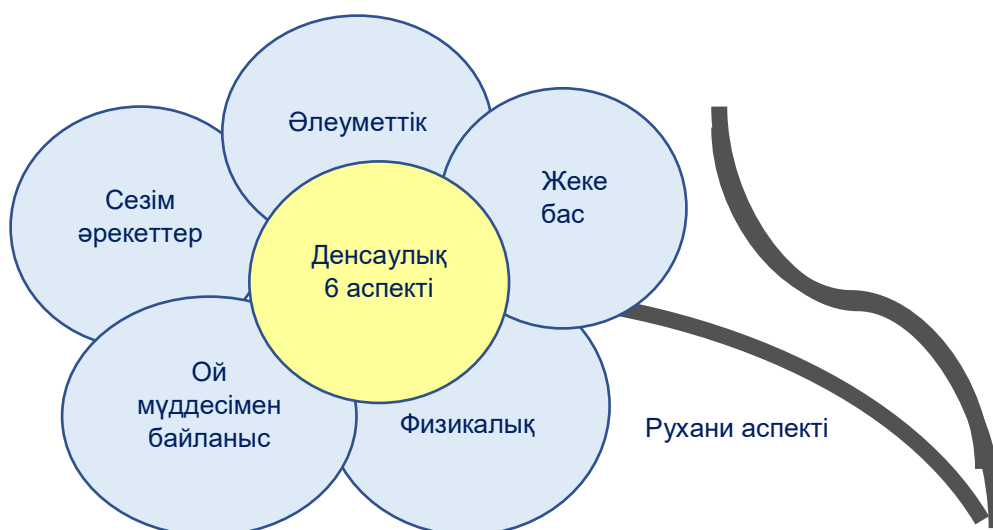 Әлеуметтік
Жеке
бас
Сезім
әрекеттер
Денсаулық
6 аспекті
Ой
мүддесімен
байланыс
Физикалық
Рухани аспекті